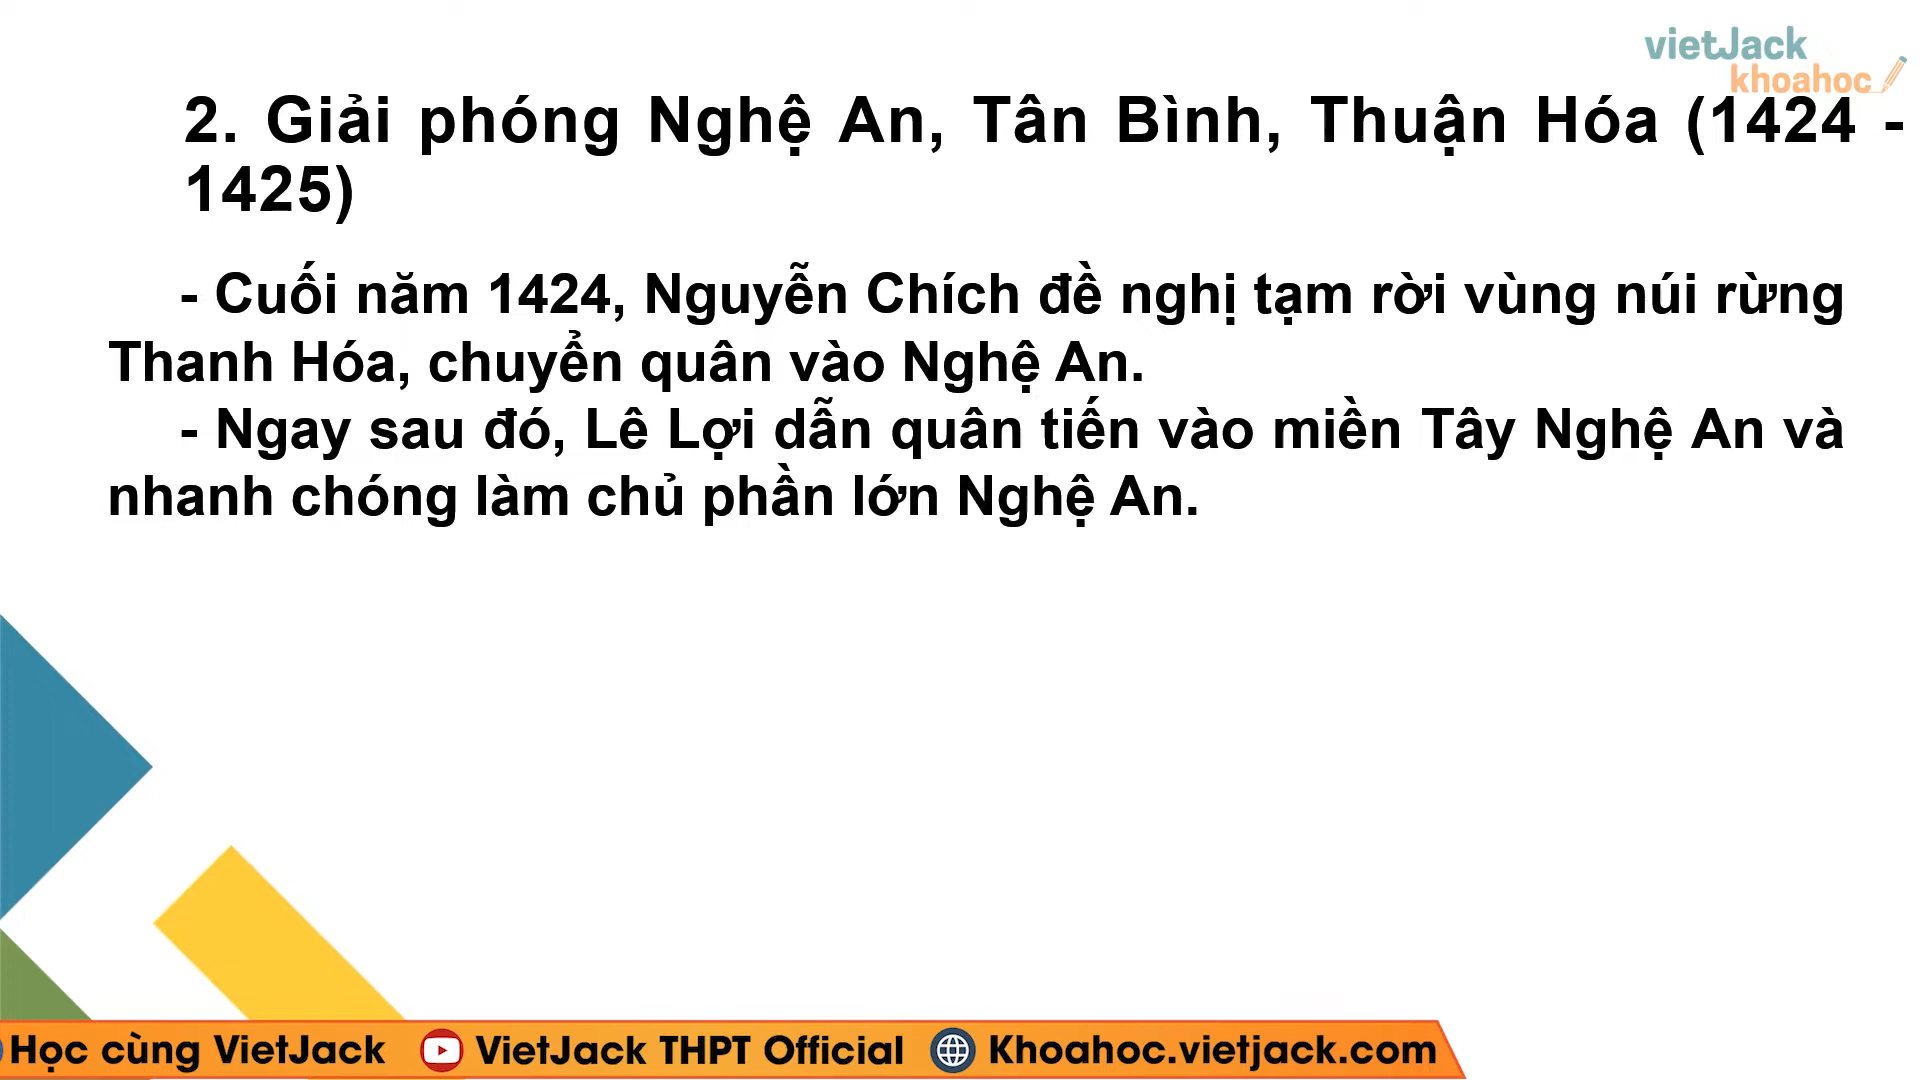 vietJack
khoahoc
2. Giải phóng Nghệ An, Tân Bình, Thuận Hóa (1424 -
1425)
- Cuối năm 1424, Nguyễn Chích đề nghị tạm rời vùng núi rừng
Thanh Hóa, chuyển quân vào Nghệ An.
- Ngay sau đó, Lê Lợi dẫn quân tiến vào miền Tây Nghệ An và
nhanh chóng làm chủ phần lớn Nghệ An.
Học cùng VietJack VietJack THPT Official Khoahoc.vietjack.com